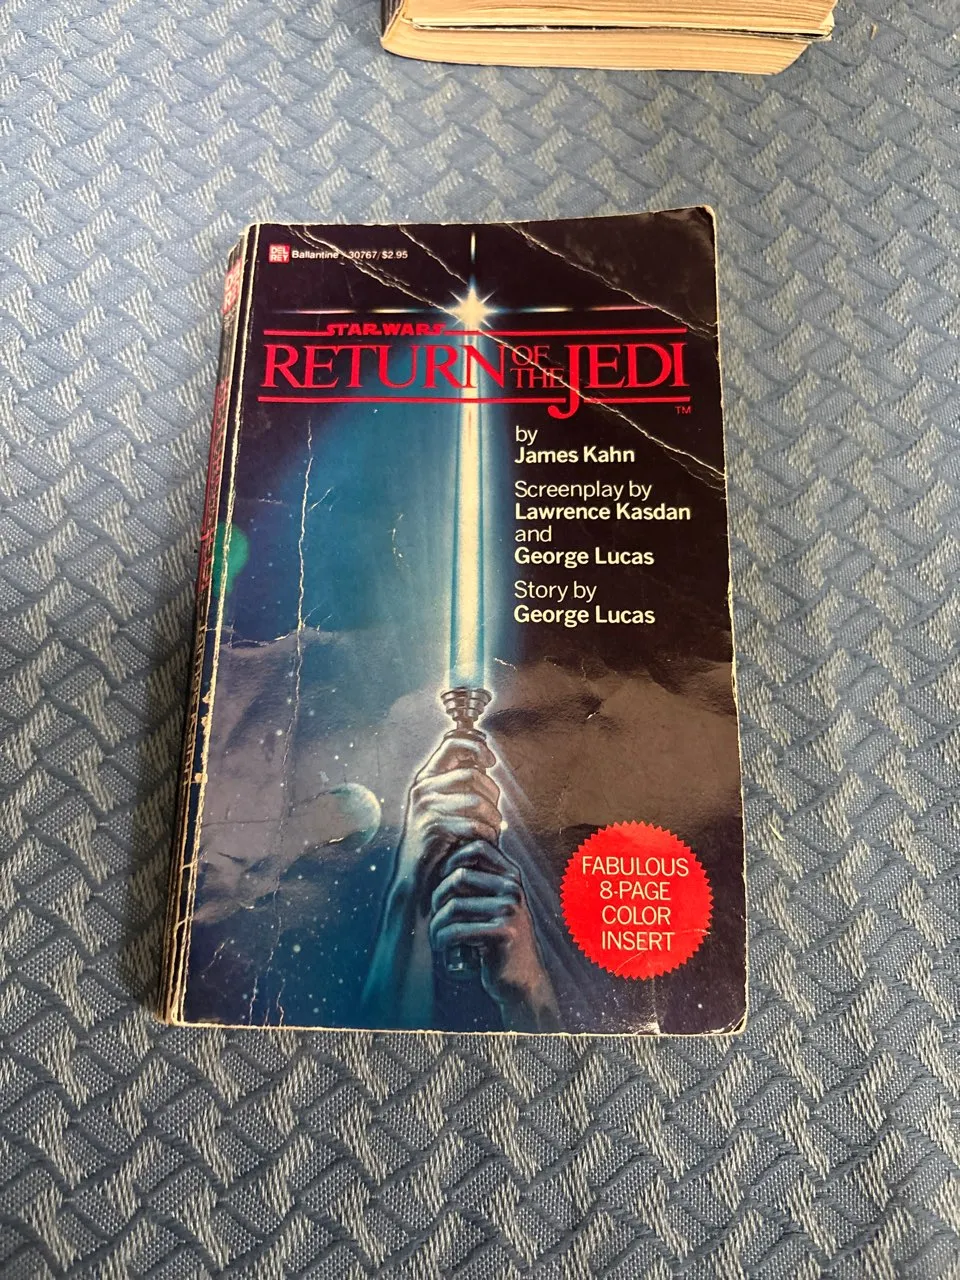 DEL REY
Ballantine / 30767 / $2.95
STAR WARS
RETURN OF THE JEDI
TM
by
James Kahn
Screenplay by
Lawrence Kasdan
and
George Lucas
Story by
George Lucas
FABULOUS
8-PAGE
COLOR
INSERT